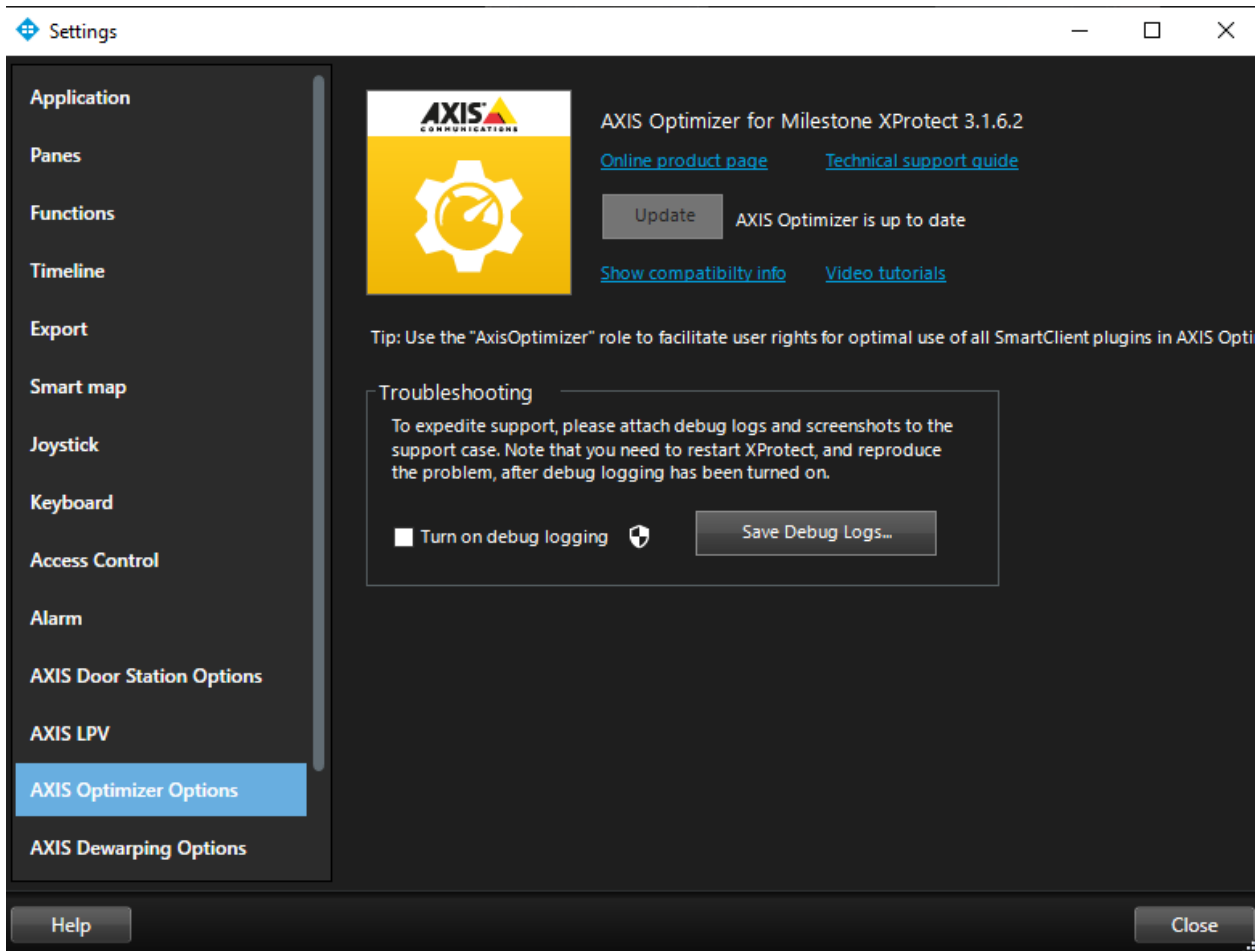 Settings
Application
Panes
Functions
Timeline
Export
Smart map
Joystick
Keyboard
Access Control
Alarm
AXIS Door Station Options
AXIS LPV
AXIS Optimizer Options
AXIS Dewarping Options
AXIS
COMMUNICATIONS
AXIS Optimizer for Milestone XProtect 3.1.6.2
Online product page Technical support guide
Update AXIS Optimizer is up to date
Show compatibilty info Video tutorials
Tip: Use the "AxisOptimizer" role to facilitate user rights for optimal use of all SmartClient plugins in AXIS Opti
Troubleshooting
To expedite support, please attach debug logs and screenshots to the
support case. Note that you need to restart XProtect, and reproduce
the problem, after debug logging has been turned on.
Turn on debug logging Save Debug Logs...
Help Close